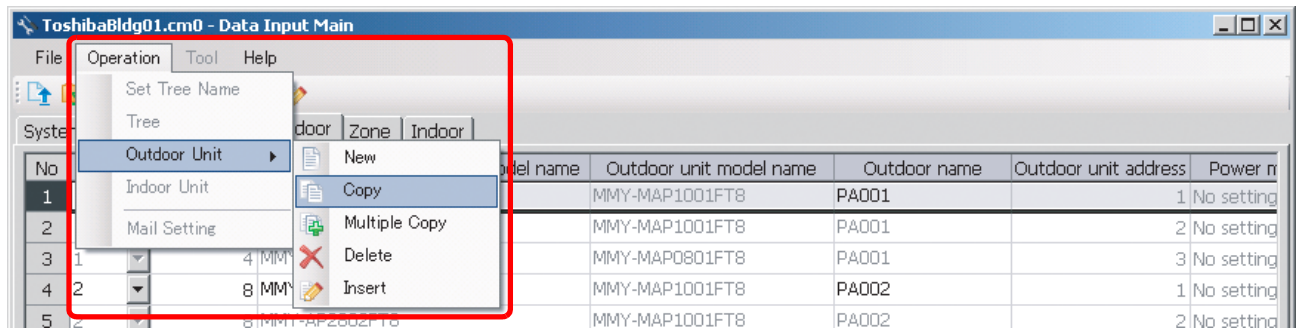 ToshibaBldg01.cm0 - Data Input Main
File Operation Tool Help
Set Tree Name
Tree
Zone Indoor
Outdoor Unit
New
No name Outdoor unit model name Outdoor name Outdoor unit address Power
Indoor Unit
Copy
1 MMY-MAP1001FT8 PA001 1 No setting
Mail Setting
Multiple Copy
2 MMY-MAP1001FT8 PA001 2 No setting
Delete
3 1 4 MMY-MAP0801FT8 PA001 3 No setting
Insert
4 2 8 MMY-MAP1001FT8 PA002 1 No setting
5 2 8 MMY-AP2802FT8 MMY-MAP1001FT8 PA002 2 No setting